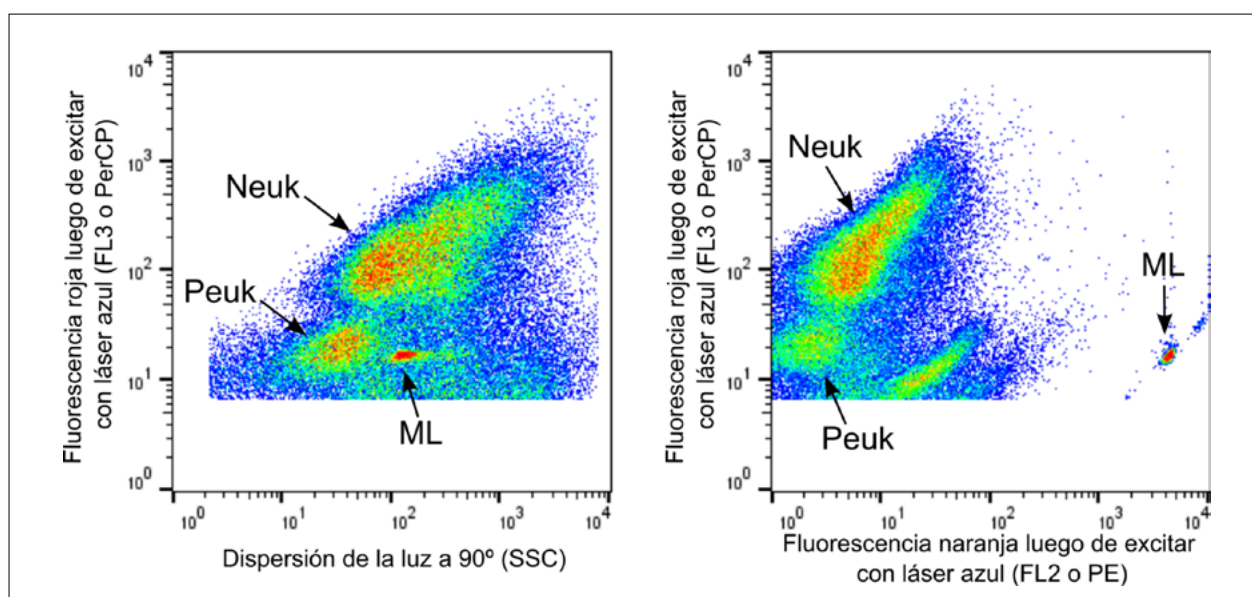 Fluorescencia roja luego de excitar
con láser azul (FL3 o PerCP)
10^4
10^3
10^2
10^1
10^0
Neuk
Peuk
ML
10^0 10^1 10^2 10^3 10^4
Dispersión de la luz a 90º (SSC)
Fluorescencia roja luego de excitar
con láser azul (FL3 o PerCP)
10^4
10^3
10^2
10^1
10^0
Neuk
ML
Peuk
10^0 10^1 10^2 10^3 10^4
Fluorescencia naranja luego de excitar
con láser azul (FL2 o PE)